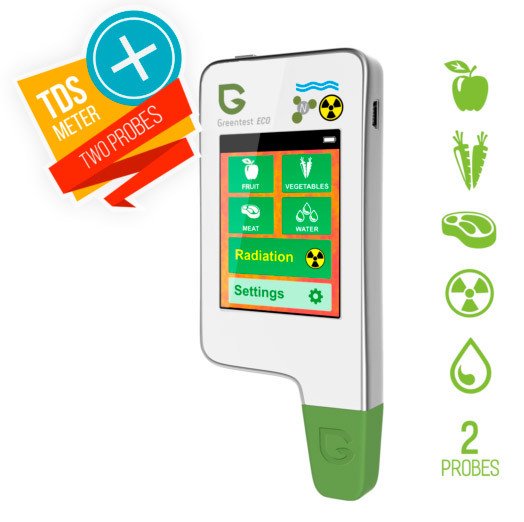 TDS
METER
TWO PROBES
Greentest ECO
N
FRUIT
VEGETABLES
MEAT
WATER
Radiation
Settings
2
PROBES